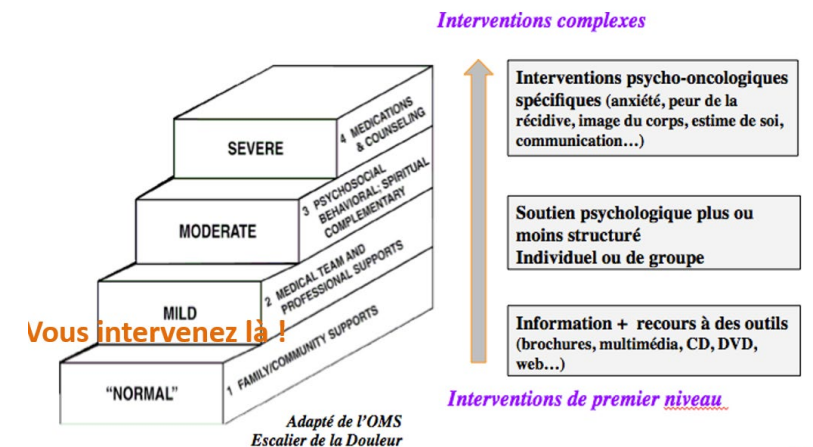 Interventions complexes
SEVERE
4 MEDICATIONS
& COUNSELING
MODERATE
3 PSYCHOSOCIAL
BEHAVIORAL; SPIRITUAL
COMPLEMENTARY
MILD
2 MEDICAL TEAM AND
PROFESSIONAL SUPPORTS
Vous intervenez là !
"NORMAL"
1 FAMILY/COMMUNITY SUPPORTS
Adapté de l'OMS
Escalier de la Douleur
Interventions psycho-oncologiques
spécifiques (anxiété, peur de la
récidive, image du corps, estime de soi,
communication…)
Soutien psychologique plus ou
moins structuré
Individuel ou de groupe
Information + recours à des outils
(brochures, multimédia, CD, DVD,
web…)
Interventions de premier niveau